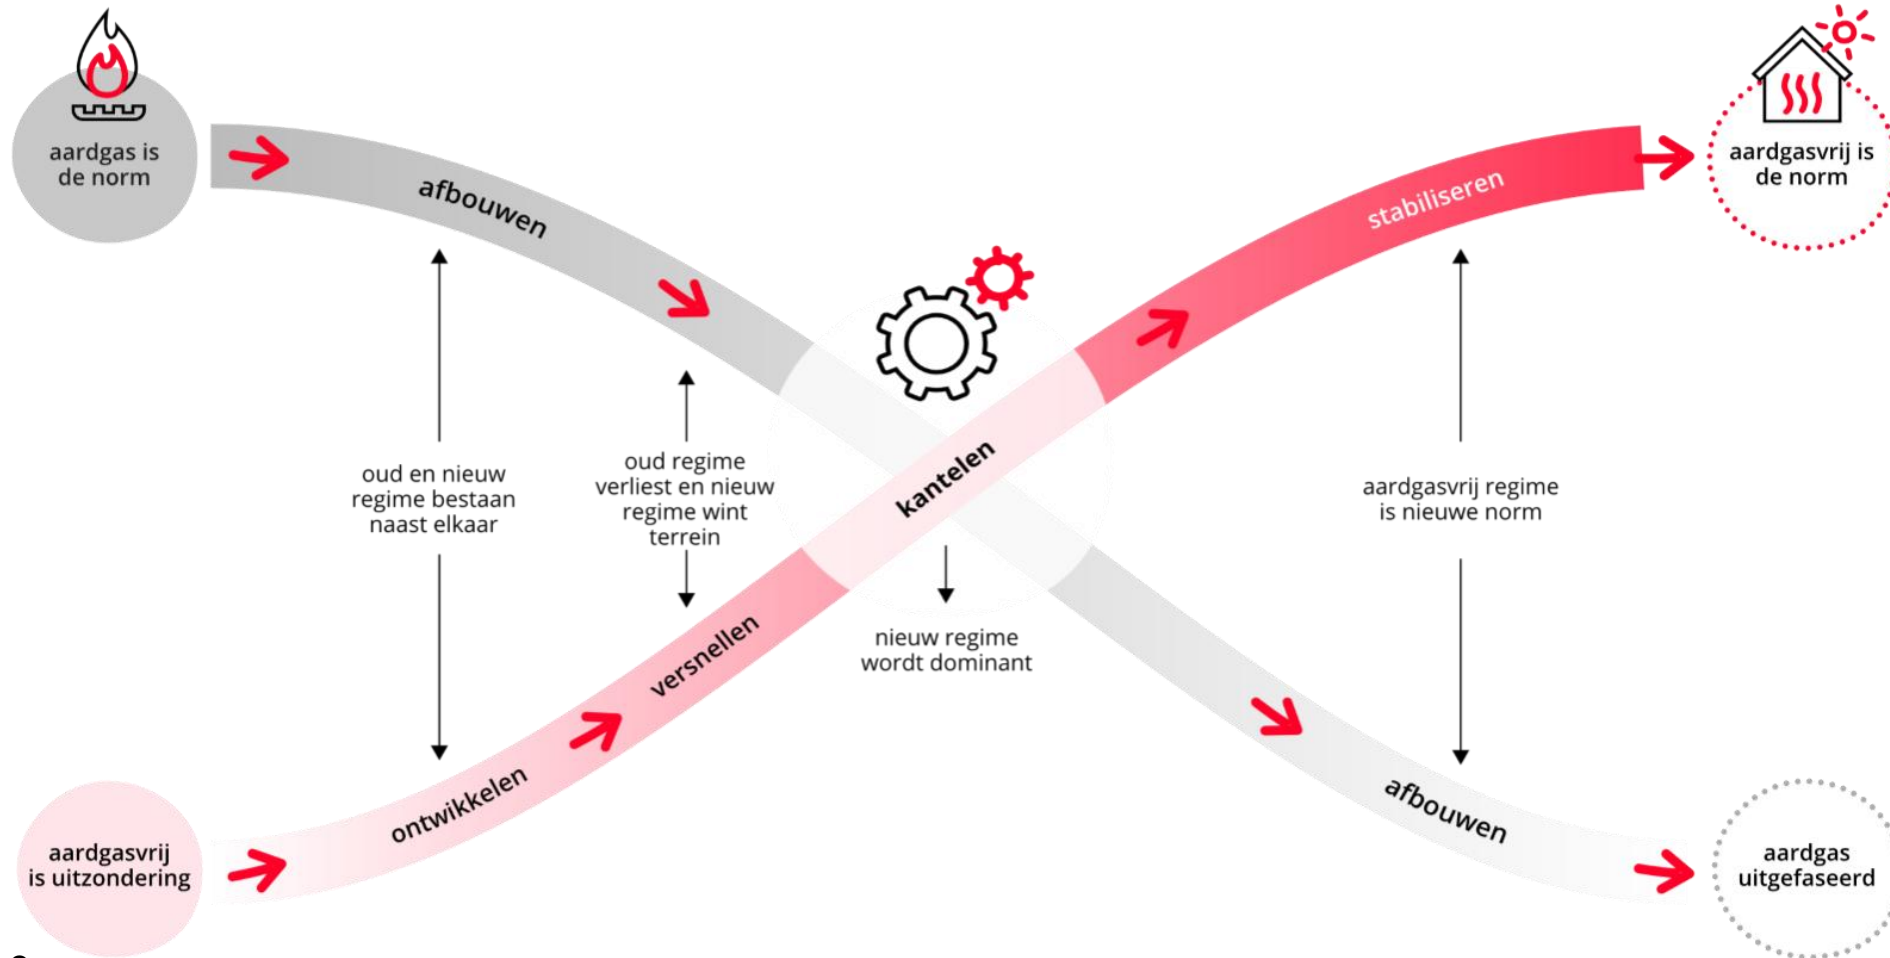 aardgas is
de norm
afbouwen
stabiliseren
aardgasvrij is
de norm
oud en nieuw
regime bestaan
naast elkaar
oud regime
verliest en nieuw
regime wint
terrein
kantelen
aardgasvrij regime
is nieuwe norm
nieuw regime
wordt dominant
versnellen
ontwikkelen
afbouwen
aardgasvrij
is uitzondering
aardgas
uitgefaseerd